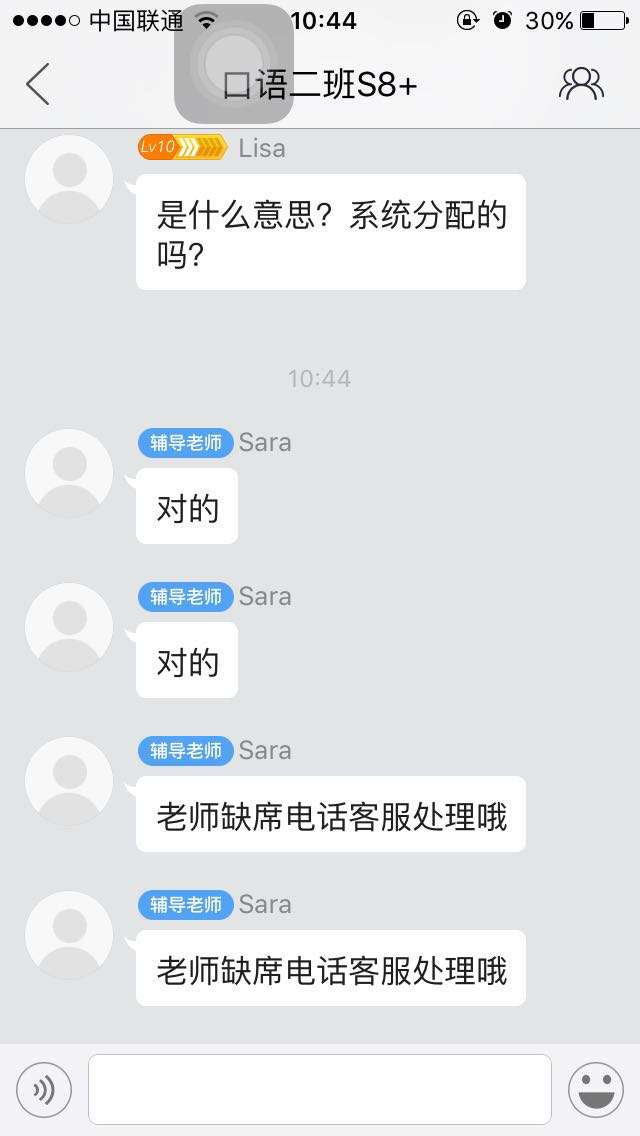 中国联通 10:44 30%
口语二班S8+
Lv10 Lisa
是什么意思？系统分配的
吗？
10:44
辅导老师 Sara
对的
辅导老师 Sara
对的
辅导老师 Sara
老师缺席电话客服处理哦
辅导老师 Sara
老师缺席电话客服处理哦